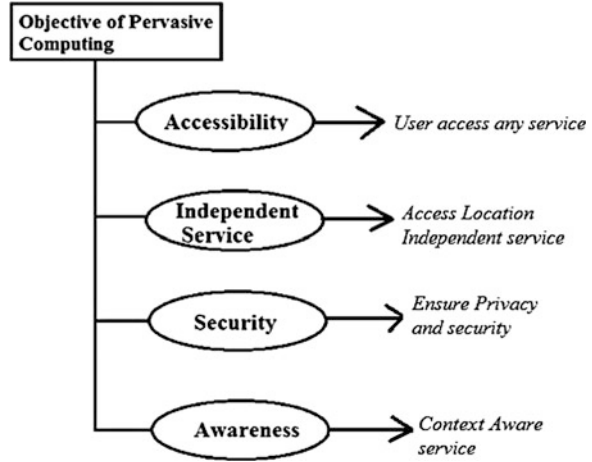 Objective of Pervasive
Computing
Accessibility
User access any service
Independent
Service
Access Location
Independent service
Security
Ensure Privacy
and security
Awareness
Context Aware
service